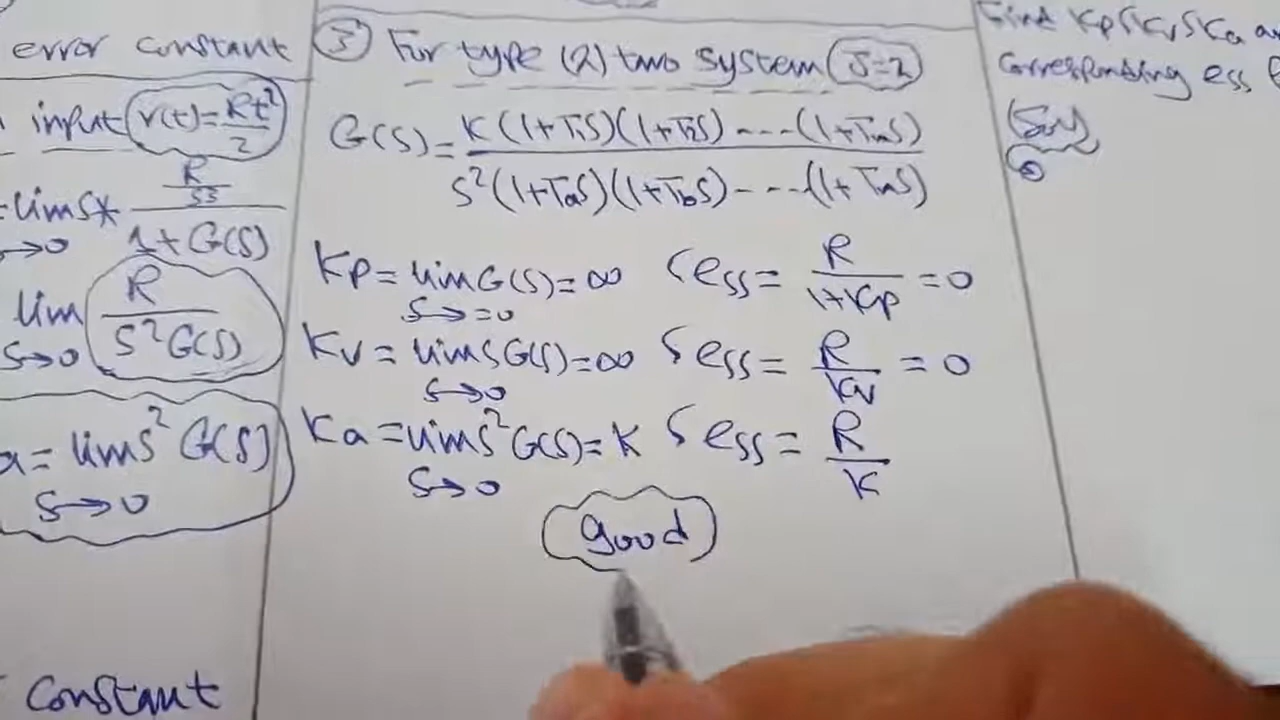 error constant
input r(t)=Rt²/2
=lim S* (R/S³)/(1+G(S))
S→0
lim R/(S²G(S))
S→0
a = lim S² G(S)
S→0
constant
③ For type (2) two system J=2
G(S)= K(1+T1S)(1+T2S)----(1+TmS)
S²(1+TaS)(1+TbS)----(1+TnS)
Kp = lim G(S) = ∞ ess = R/(1+Kp) = 0
S→=0
Kv = lim SG(S) = ∞ ess = R/Kv = 0
S→0
Ka = lim S²G(S) = K ess = R/K
S→0
good
Find Kp Kv Ka
corresponding ess